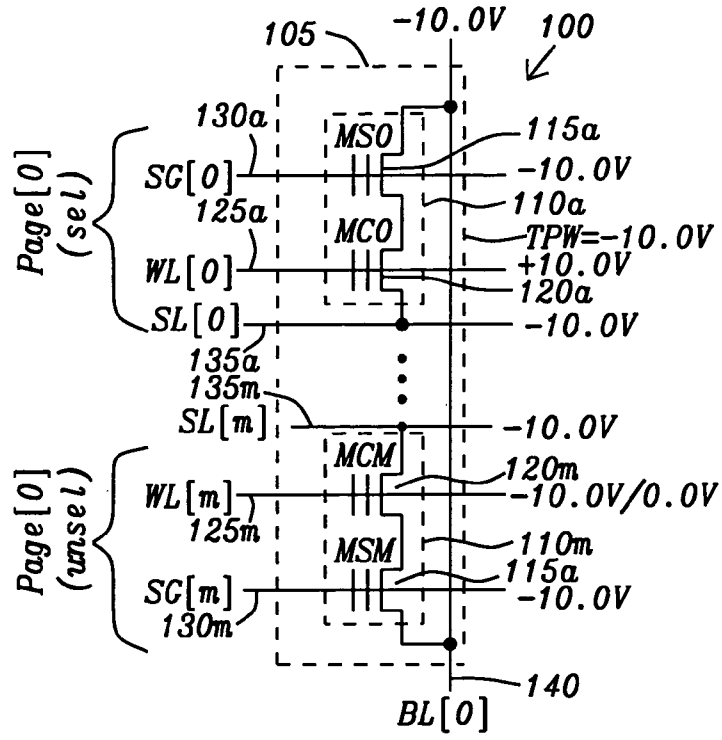 -10.0V
105
100
130a
MS0
115a
SG[0]
-10.0V
110a
Page[0]
(sel)
125a
MC0
TPW=-10.0V
WL[0]
+10.0V
120a
SL[0]
-10.0V
135a
135m
SL[m]
-10.0V
MCM
120m
WL[m]
-10.0V/0.0V
125m
Page[0]
(unsel)
MSM
110m
115a
SG[m]
-10.0V
130m
140
BL[0]